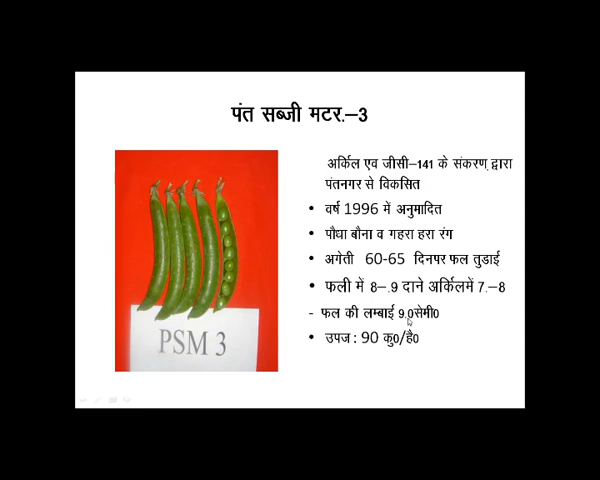 पंत सब्जी मटर.–3
अर्किल एव जीसी–141 के संकरण द्वारा
पंतनगर से विकसित
• वर्ष 1996 में अनुमादित
• पौधा बौना व गहरा हरा रंग
• अगेती 60-65 दिनपर फल तुडाई
• फली में 8–.9 दाने अर्किलमें 7.–8
- फल की लम्बाई 9.0सेमी0
• उपज : 90 कु0/है0
PSM 3